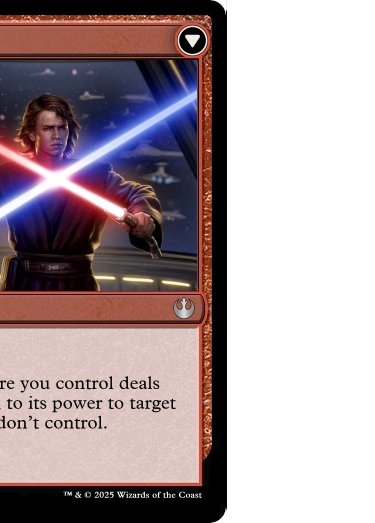 re you control deals
to its power to target
don't control.
™ & © 2025 Wizards of the Coast